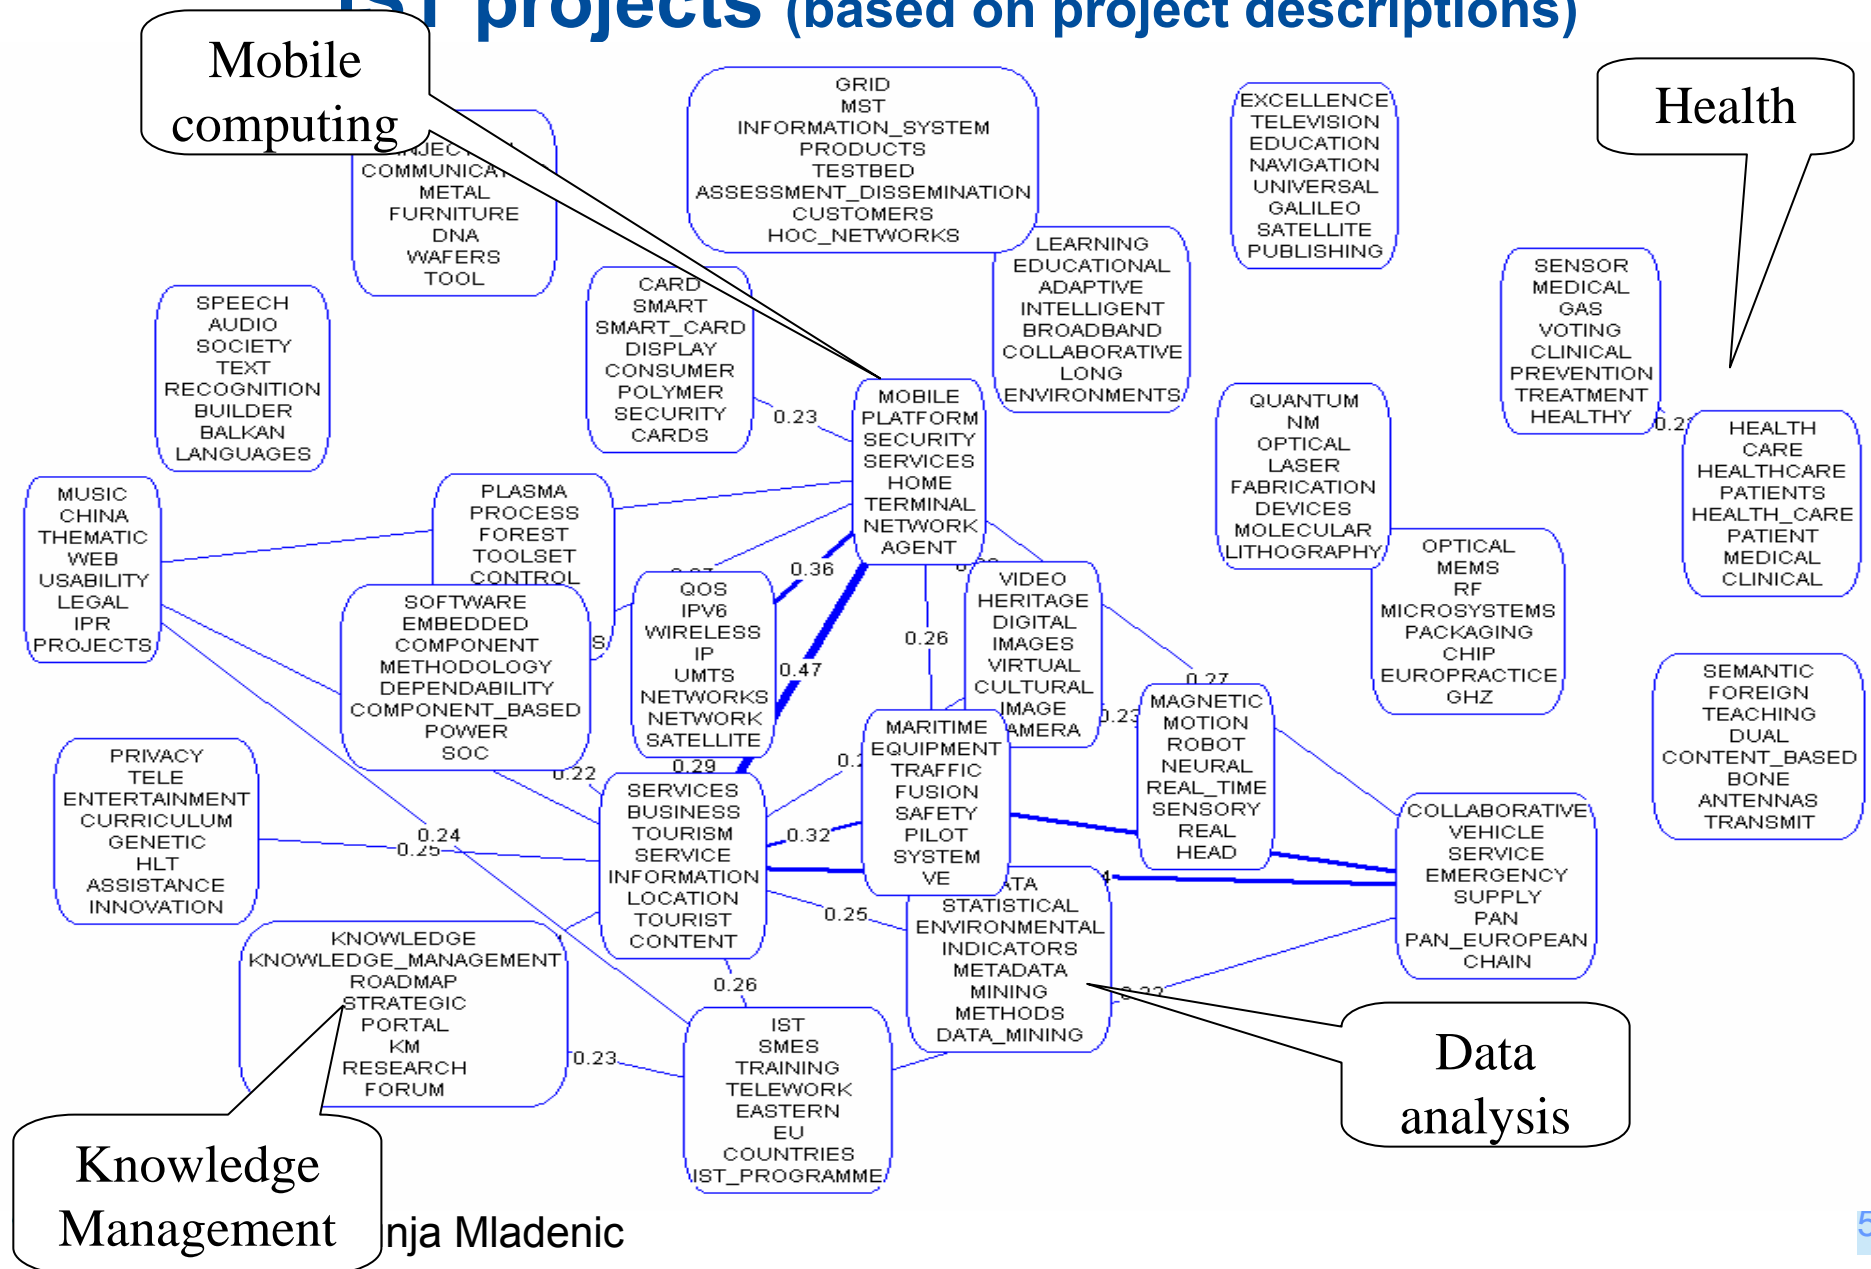 IST projects (based on project descriptions)
Mobile
computing
Health
GRID
MST
INFORMATION_SYSTEM
PRODUCTS
TESTBED
ASSESSMENT_DISSEMINATION
CUSTOMERS
HOC_NETWORKS
EXCELLENCE
TELEVISION
EDUCATION
NAVIGATION
UNIVERSAL
GALILEO
SATELLITE
PUBLISHING
METAL
FURNITURE
DNA
WAFERS
TOOL
LEARNING
EDUCATIONAL
ADAPTIVE
INTELLIGENT
BROADBAND
COLLABORATIVE
LONG
ENVIRONMENTS
SENSOR
MEDICAL
GAS
VOTING
CLINICAL
PREVENTION
TREATMENT
HEALTHY
CARD
SMART
SMART_CARD
DISPLAY
CONSUMER
POLYMER
SECURITY
CARDS
SPEECH
AUDIO
SOCIETY
TEXT
RECOGNITION
BUILDER
BALKAN
LANGUAGES
0.23
MOBILE
PLATFORM
SECURITY
SERVICES
HOME
TERMINAL
NETWORK
AGENT
QUANTUM
NM
OPTICAL
LASER
FABRICATION
DEVICES
MOLECULAR
LITHOGRAPHY
HEALTH
CARE
HEALTHCARE
PATIENTS
HEALTH_CARE
PATIENT
MEDICAL
CLINICAL
MUSIC
CHINA
THEMATIC
WEB
USABILITY
LEGAL
IPR
PROJECTS
PLASMA
PROCESS
FOREST
TOOLSET
CONTROL
SOFTWARE
EMBEDDED
COMPONENT
METHODOLOGY
DEPENDABILITY
COMPONENT_BASED
POWER
SOC
S
QOS
IPV6
WIRELESS
IP
UMTS
NETWORKS
NETWORK
SATELLITE
0.36
0.47
0.26
VIDEO
HERITAGE
DIGITAL
IMAGES
VIRTUAL
CULTURAL
IMAGE
0.27
0.23
OPTICAL
MEMS
RF
MICROSYSTEMS
PACKAGING
CHIP
EUROPRACTICE
GHZ
SEMANTIC
FOREIGN
TEACHING
DUAL
CONTENT_BASED
BONE
ANTENNAS
TRANSMIT
MAGNETIC
MOTION
ROBOT
NEURAL
REAL_TIME
SENSORY
REAL
HEAD
MARITIME
EQUIPMENT
TRAFFIC
FUSION
SAFETY
PILOT
SYSTEM
VE
PRIVACY
TELE
ENTERTAINMENT
CURRICULUM
GENETIC
HLT
ASSISTANCE
INNOVATION
0.22
0.29
0.24
0.25
0.32
SERVICES
BUSINESS
TOURISM
SERVICE
INFORMATION
LOCATION
TOURIST
CONTENT
COLLABORATIVE
VEHICLE
SERVICE
EMERGENCY
SUPPLY
PAN
PAN_EUROPEAN
CHAIN
STATISTICAL
ENVIRONMENTAL
INDICATORS
METADATA
MINING
METHODS
DATA_MINING
0.25
0.26
KNOWLEDGE
KNOWLEDGE_MANAGEMENT
ROADMAP
STRATEGIC
PORTAL
KM
RESEARCH
FORUM
0.23
IST
SMES
TRAINING
TELEWORK
EASTERN
EU
COUNTRIES
IST_PROGRAMME
Data
analysis
Knowledge
Management
Mladenic
5